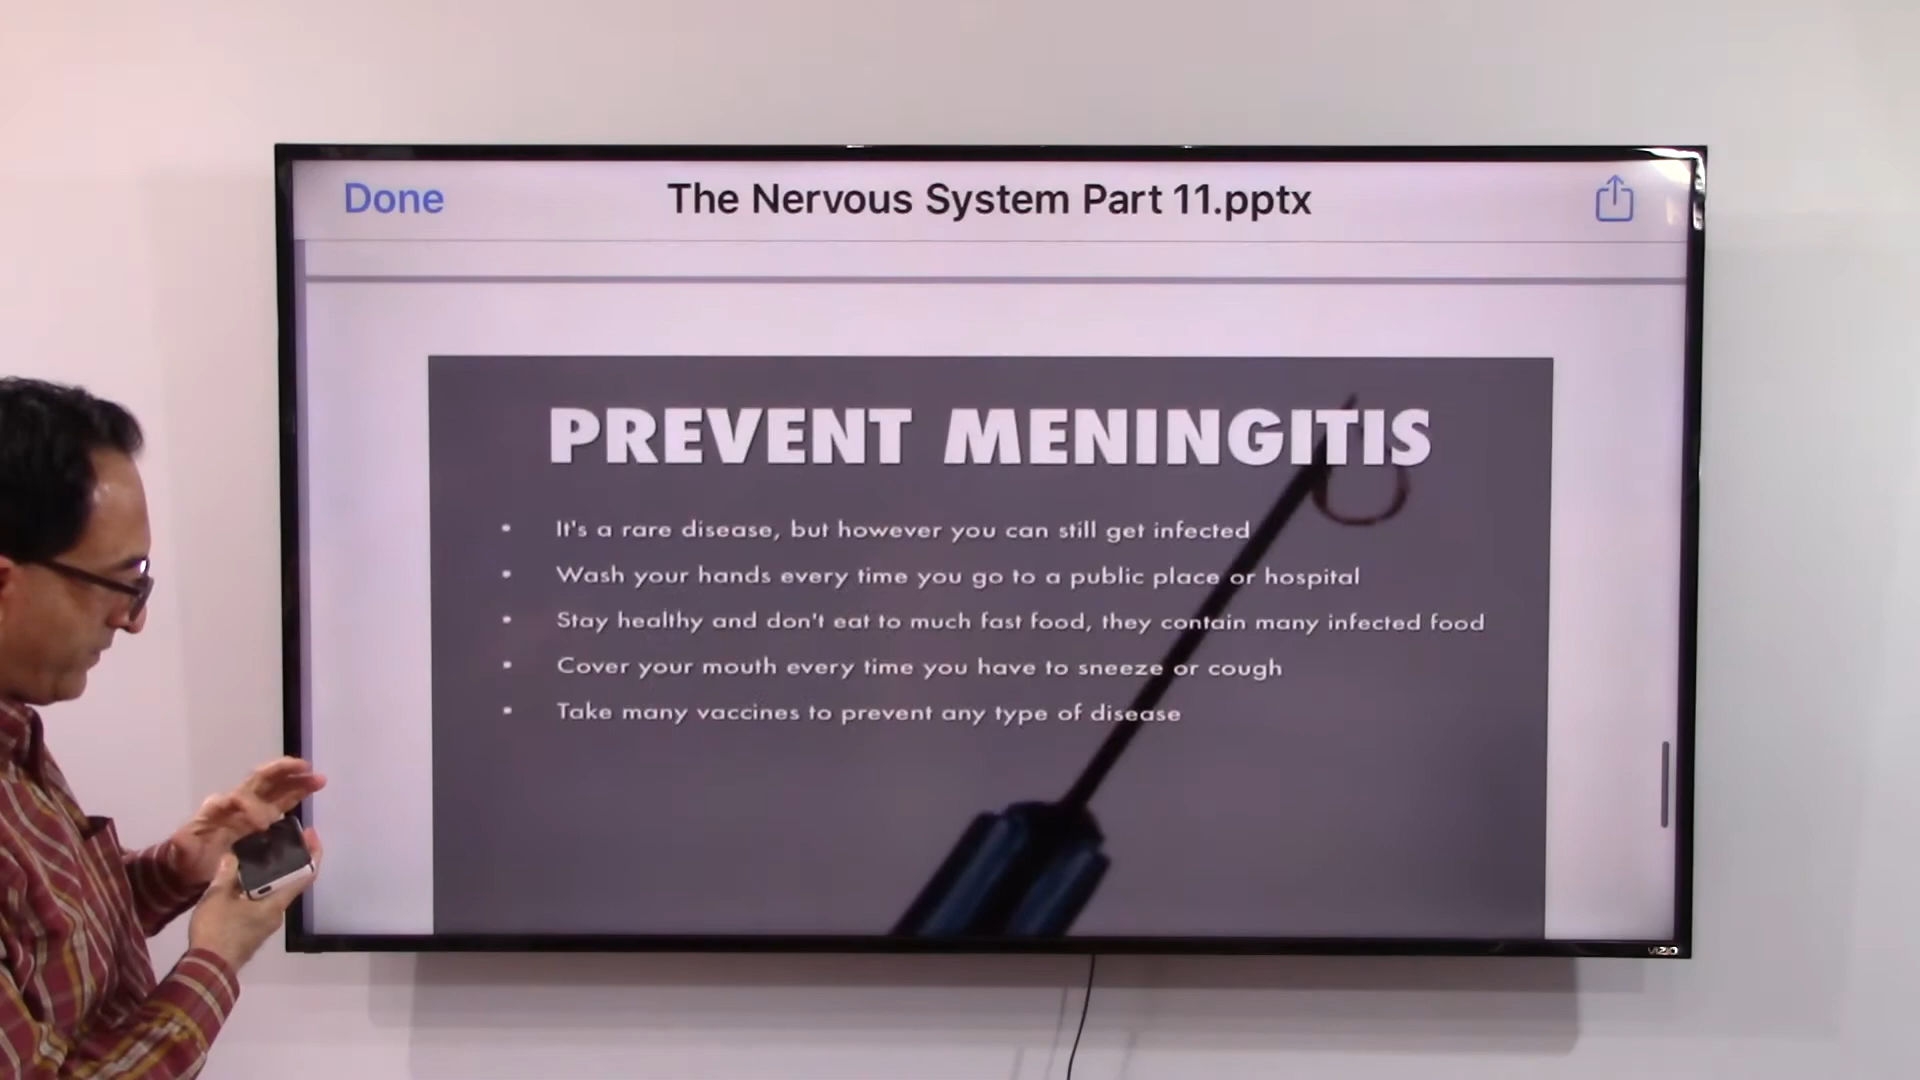 Done
The Nervous System Part 11.pptx
PREVENT MENINGITIS
• It's a rare disease, but however you can still get infected
• Wash your hands every time you go to a public place or hospital
• Stay healthy and don't eat to much fast food, they contain many infected food
• Cover your mouth every time you have to sneeze or cough
• Take many vaccines to prevent any type of disease
VIZIO